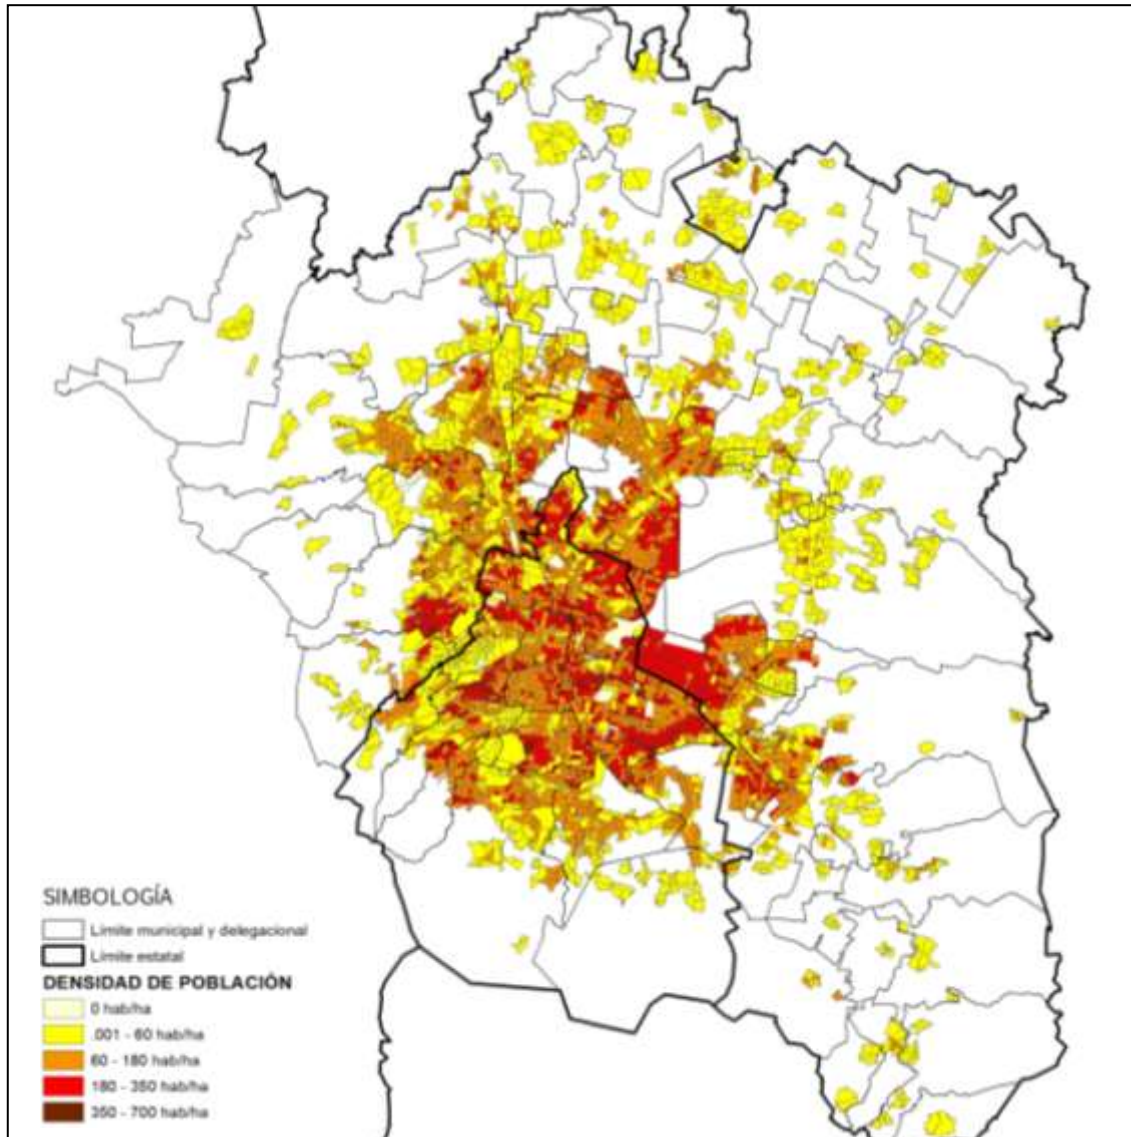 SIMBOLOGÍA
Límite municipal y delegacional
Límite estatal
DENSIDAD DE POBLACIÓN
0 hab/ha
.001 - 60 hab/ha
60 - 180 hab/ha
180 - 350 hab/ha
350 - 700 hab/ha